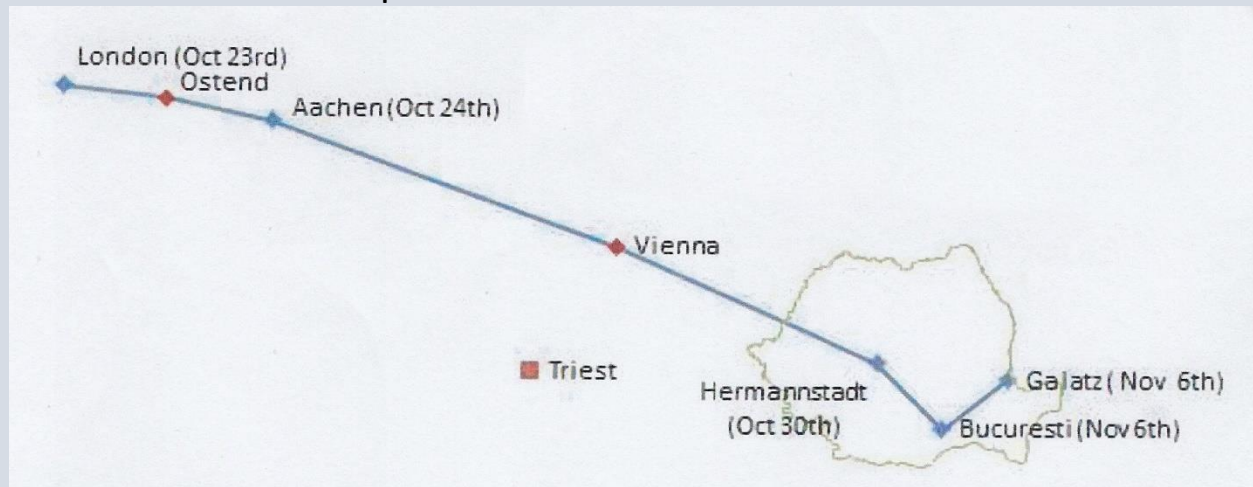 London (Oct 23rd)
Ostend
Aachen (Oct 24th)
Vienna
Triest
Hermannstadt
(Oct 30th)
Galatz ( Nov 6th)
Bucuresti (Nov 6th)